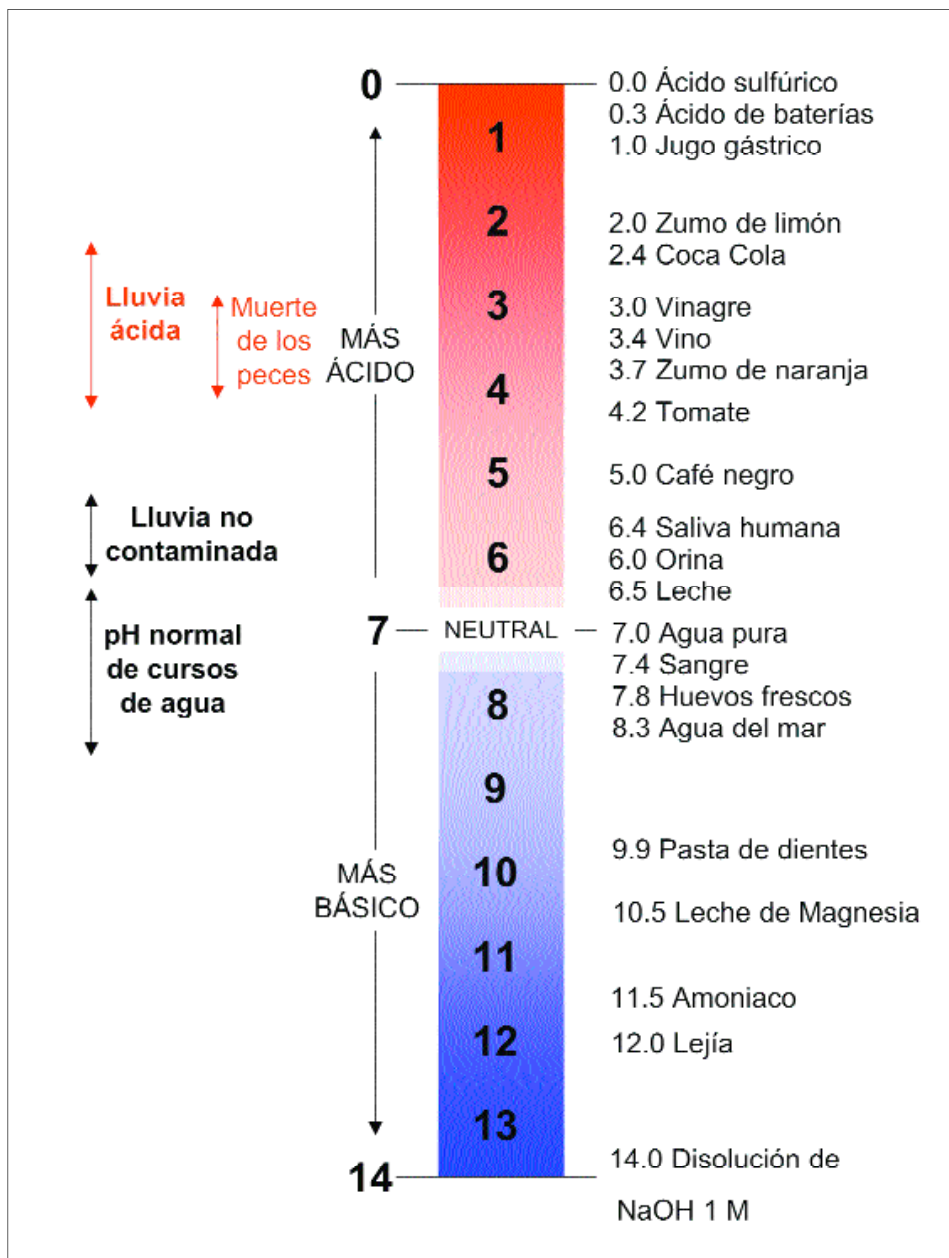 0
0.0 Ácido sulfúrico
0.3 Ácido de baterías
1.0 Jugo gástrico
1
2
2.0 Zumo de limón
2.4 Coca Cola
Lluvia
ácida
Muerte
de los
peces
MÁS
ÁCIDO
3
3.0 Vinagre
3.4 Vino
3.7 Zumo de naranja
4
4.2 Tomate
5
5.0 Café negro
Lluvia no
contaminada
6
6.4 Saliva humana
6.0 Orina
6.5 Leche
7
NEUTRAL
7.0 Agua pura
7.4 Sangre
7.8 Huevos frescos
8.3 Agua del mar
pH normal
de cursos
de agua
8
9
9.9 Pasta de dientes
MÁS
BÁSICO
10
10.5 Leche de Magnesia
11
11.5 Amoniaco
12
12.0 Lejía
13
14
14.0 Disolución de
NaOH 1 M